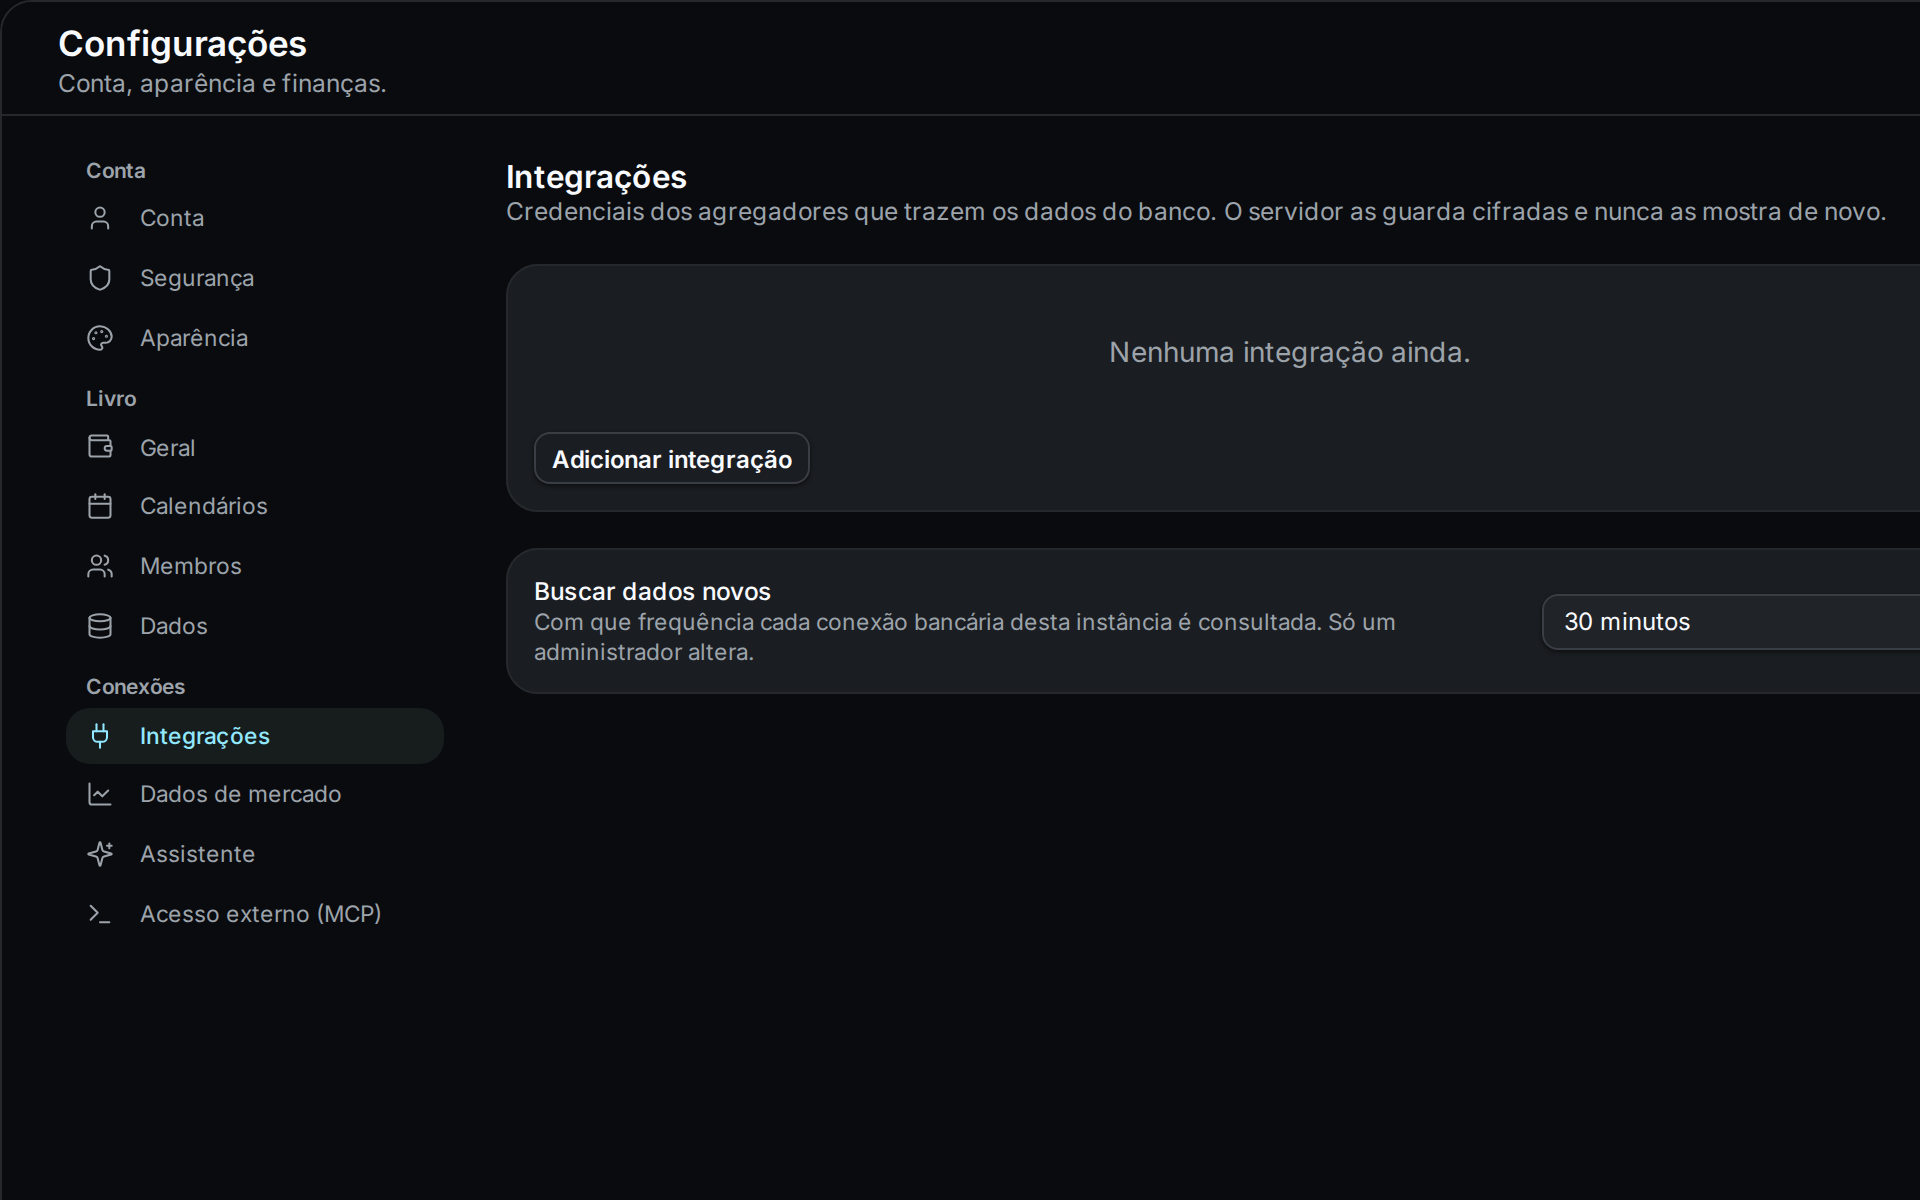 Configurações
Conta, aparência e finanças.
Conta
Conta
Segurança
Aparência
Livro
Geral
Calendários
Membros
Dados
Conexões
Integrações
Dados de mercado
Assistente
Acesso externo (MCP)
Integrações
Credenciais dos agregadores que trazem os dados do banco. O servidor as guarda cifradas e nunca as mostra de novo.
Nenhuma integração ainda.
Adicionar integração
Buscar dados novos
Com que frequência cada conexão bancária desta instância é consultada. Só um
administrador altera.
30 minutos